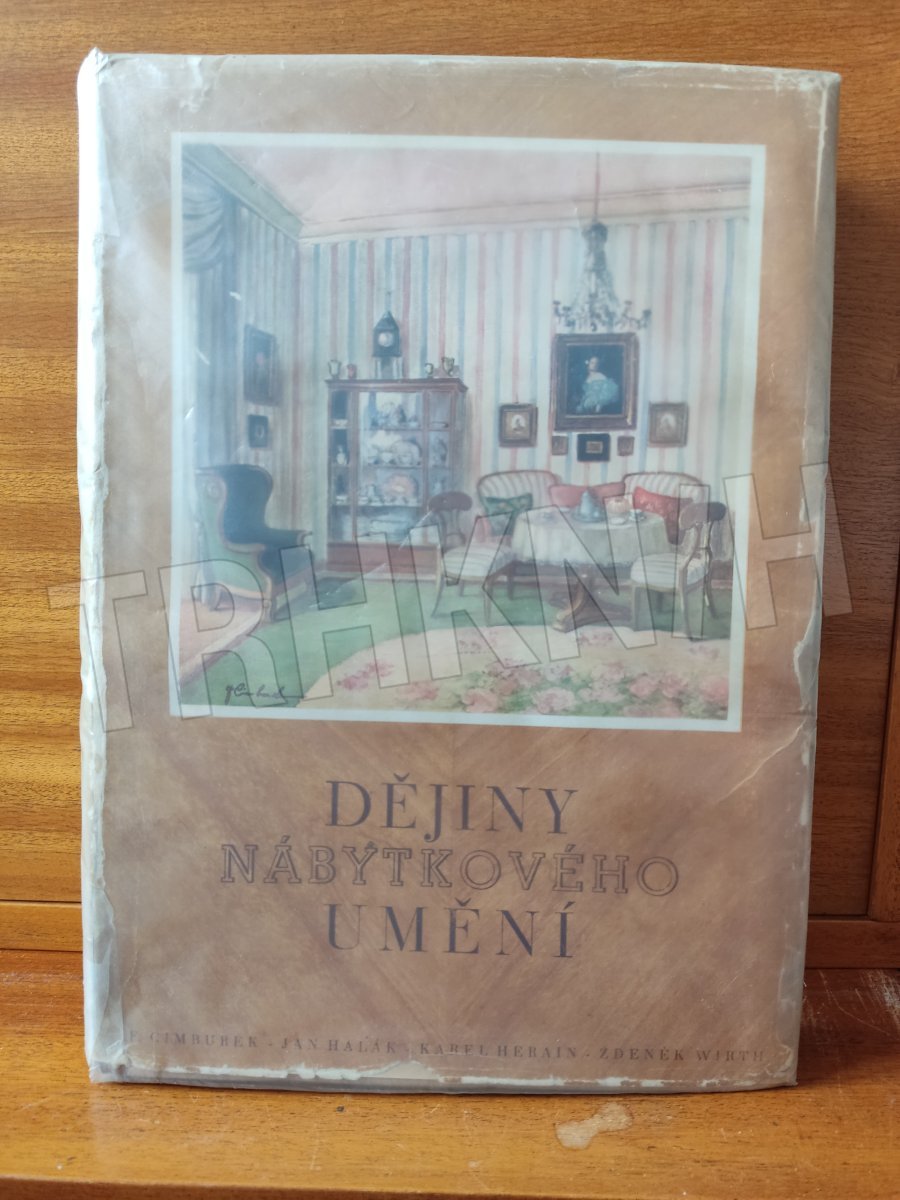 TRHKNIH
DĚJINY
NÁBYTKOVÉHO
UMĚNÍ
F. CIMBUREK · JAN HALÁK · KAREL HERAIN · ZDENĚK WIRTH